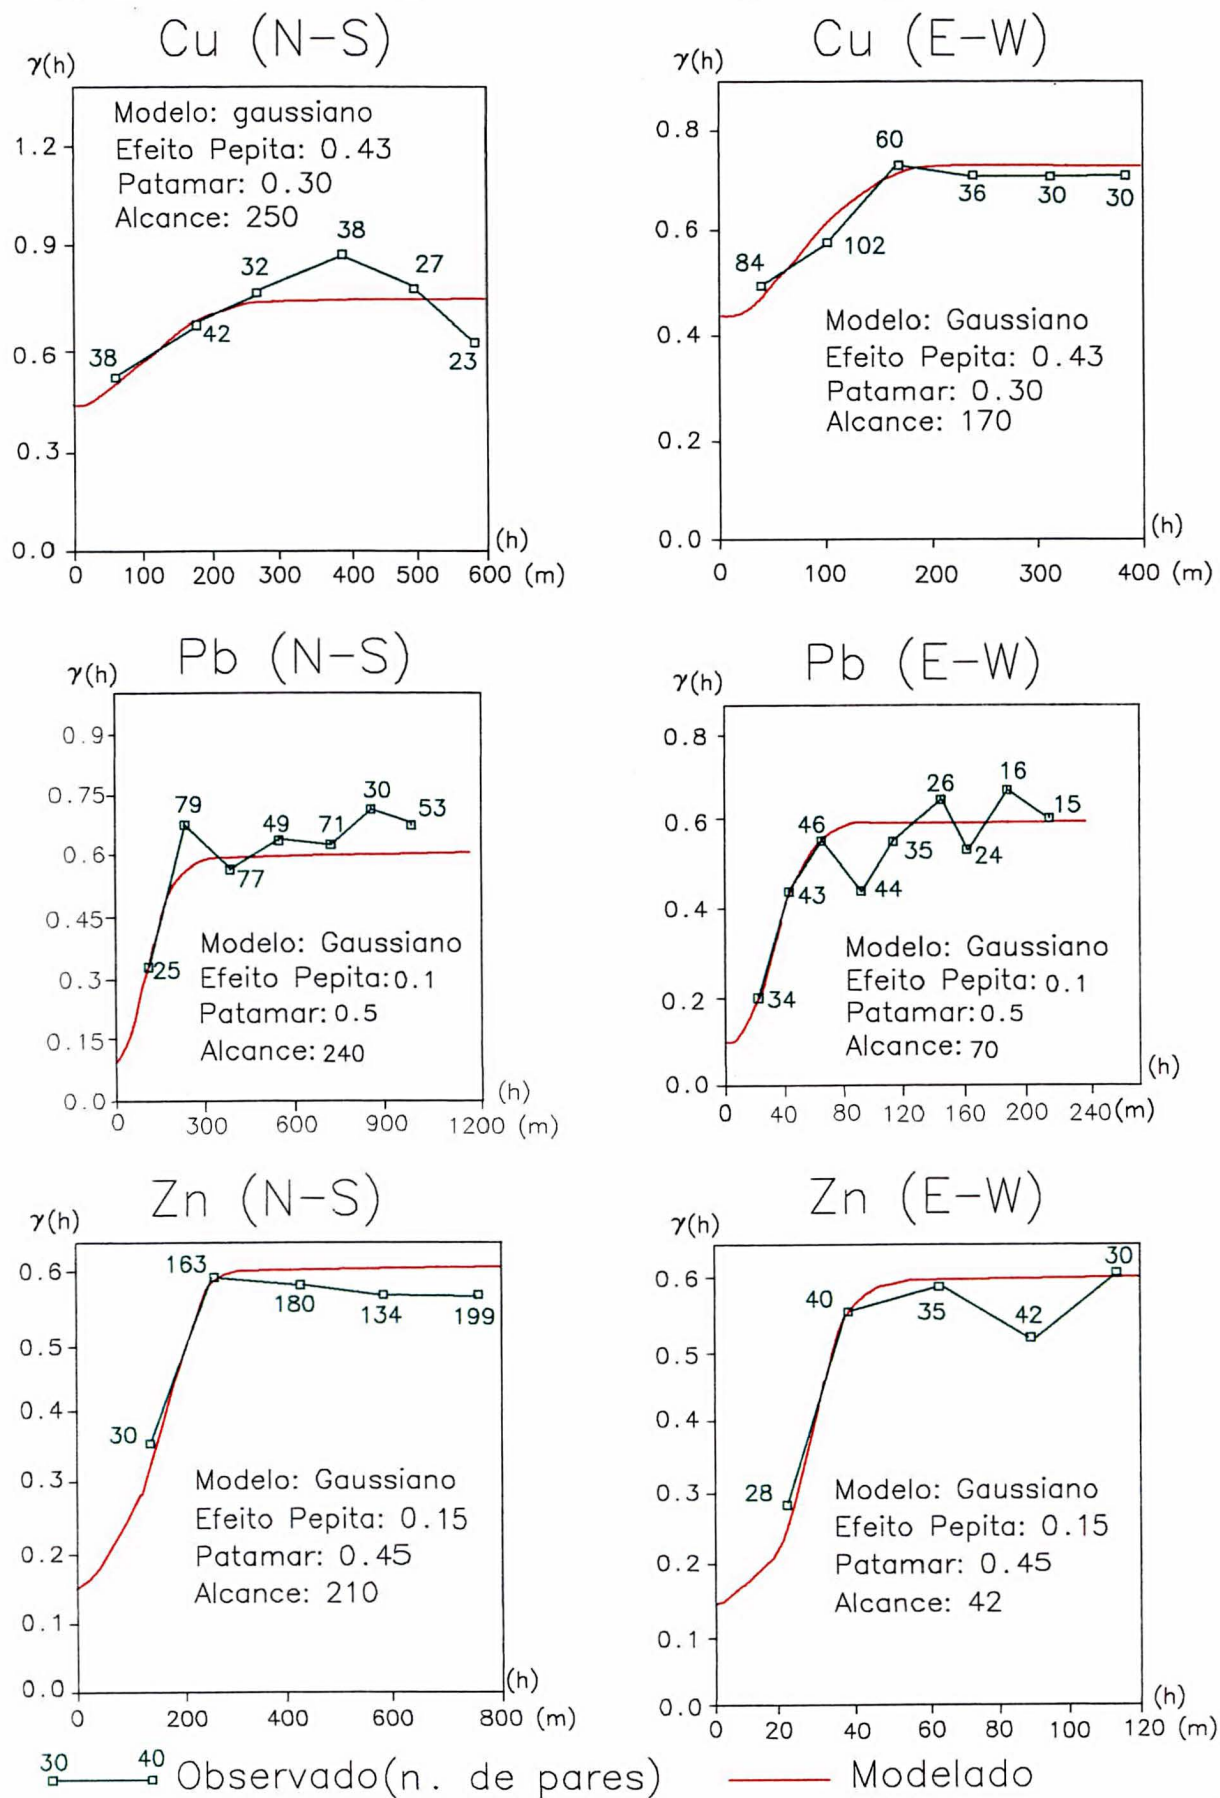 Cu (N-S)
γ(h)
Modelo: gaussiano
Efeito Pepita: 0.43
Patamar: 0.30
Alcance: 250
1.2
0.9
0.6
0.3
0.0
38
42
32
38
27
23
(h)
0 100 200 300 400 500 600 (m)
Cu (E-W)
γ(h)
0.8
0.6
0.4
0.2
0.0
84
102
60
36
30
30
Modelo: Gaussiano
Efeito Pepita: 0.43
Patamar: 0.30
Alcance: 170
(h)
0 100 200 300 400 (m)
Pb (N-S)
γ(h)
0.9
0.75
0.6
0.45
0.3
0.15
0.0
25
79
77
49
71
30
53
Modelo: Gaussiano
Efeito Pepita: 0.1
Patamar: 0.5
Alcance: 240
(h)
0 300 600 900 1200 (m)
Pb (E-W)
γ(h)
0.8
0.6
0.4
0.2
0.0
34
43
46
44
35
26
24
16
15
Modelo: Gaussiano
Efeito Pepita: 0.1
Patamar: 0.5
Alcance: 70
(h)
0 40 80 120 160 200 240 (m)
Zn (N-S)
γ(h)
0.6
0.5
0.4
0.3
0.2
0.1
0.0
30
163
180
134
199
Modelo: Gaussiano
Efeito Pepita: 0.15
Patamar: 0.45
Alcance: 210
(h)
0 200 400 600 800 (m)
Zn (E-W)
γ(h)
0.6
0.5
0.4
0.3
0.2
0.1
0.0
28
40
35
42
30
Modelo: Gaussiano
Efeito Pepita: 0.15
Patamar: 0.45
Alcance: 42
(h)
0 20 40 60 80 100 120 (m)
30 40 Observado(n. de pares)
Modelado